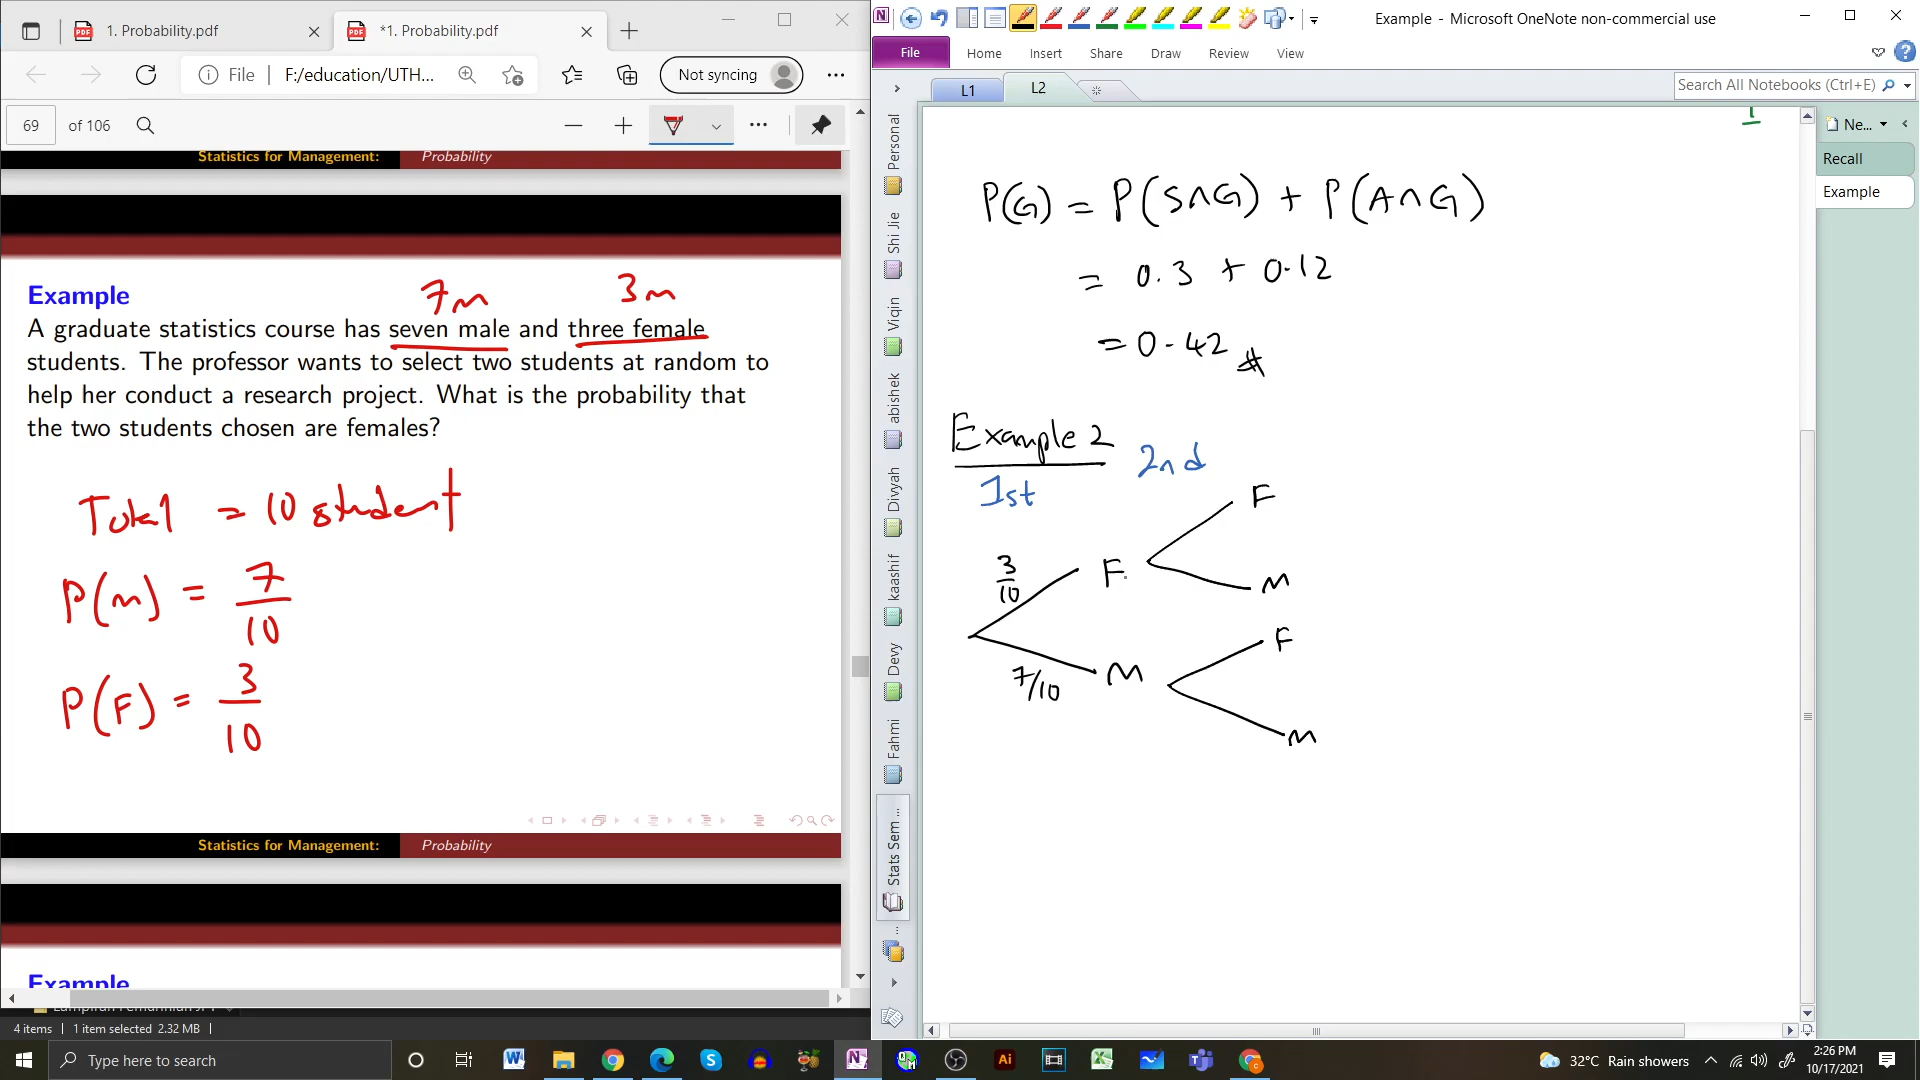 1. Probability.pdf
*1. Probability.pdf
File
F:/education/UTH...
Not syncing
69 of 106
Statistics for Management: Probability
7m 3m
Example
A graduate statistics course has seven male and three female
students. The professor wants to select two students at random to
help her conduct a research project. What is the probability that
the two students chosen are females?
Total = 10 student
P(m) = 7/10
P(F) = 3/10
Statistics for Management: Probability
Example
4 items 1 item selected 2.32 MB
Example - Microsoft OneNote non-commercial use
File Home Insert Share Draw Review View
L1 L2
Search All Notebooks (Ctrl+E)
Personal
Shi Jie
Viqin
abishek
Divyah
kaashif
Devy
Fahmi
Stats Sem ...
P(G) = P(S∩G) + P(A∩G)
= 0.3 + 0.12
= 0.42 #
Example 2
1st 2nd
F
3/10 F
M
F
7/10 M
M
Ne...
Recall
Example
Type here to search
32°C Rain showers
2:26 PM
10/17/2021